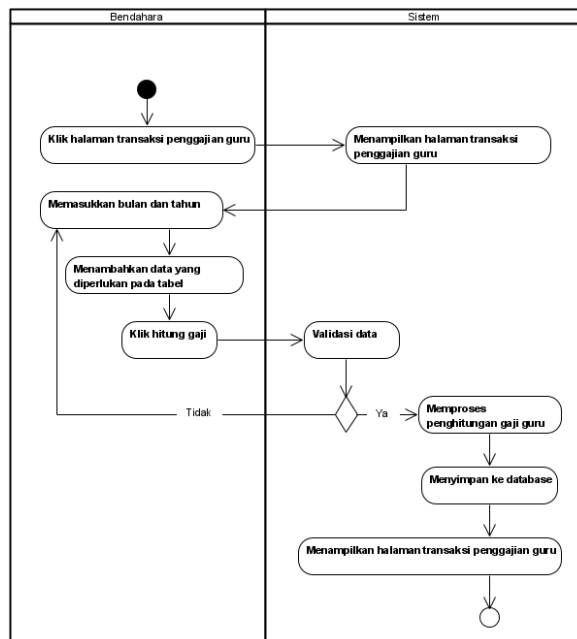 Bendahara
Sistem
Klik halaman transaksi penggajian guru
Menampilkan halaman transaksi
penggajian guru
Memasukkan bulan dan tahun
Menambahkan data yang
diperlukan pada tabel
Klik hitung gaji
Validasi data
Tidak
Ya
Memproses
penghitungan gaji guru
Menyimpan ke database
Menampilkan halaman transaksi penggajian guru